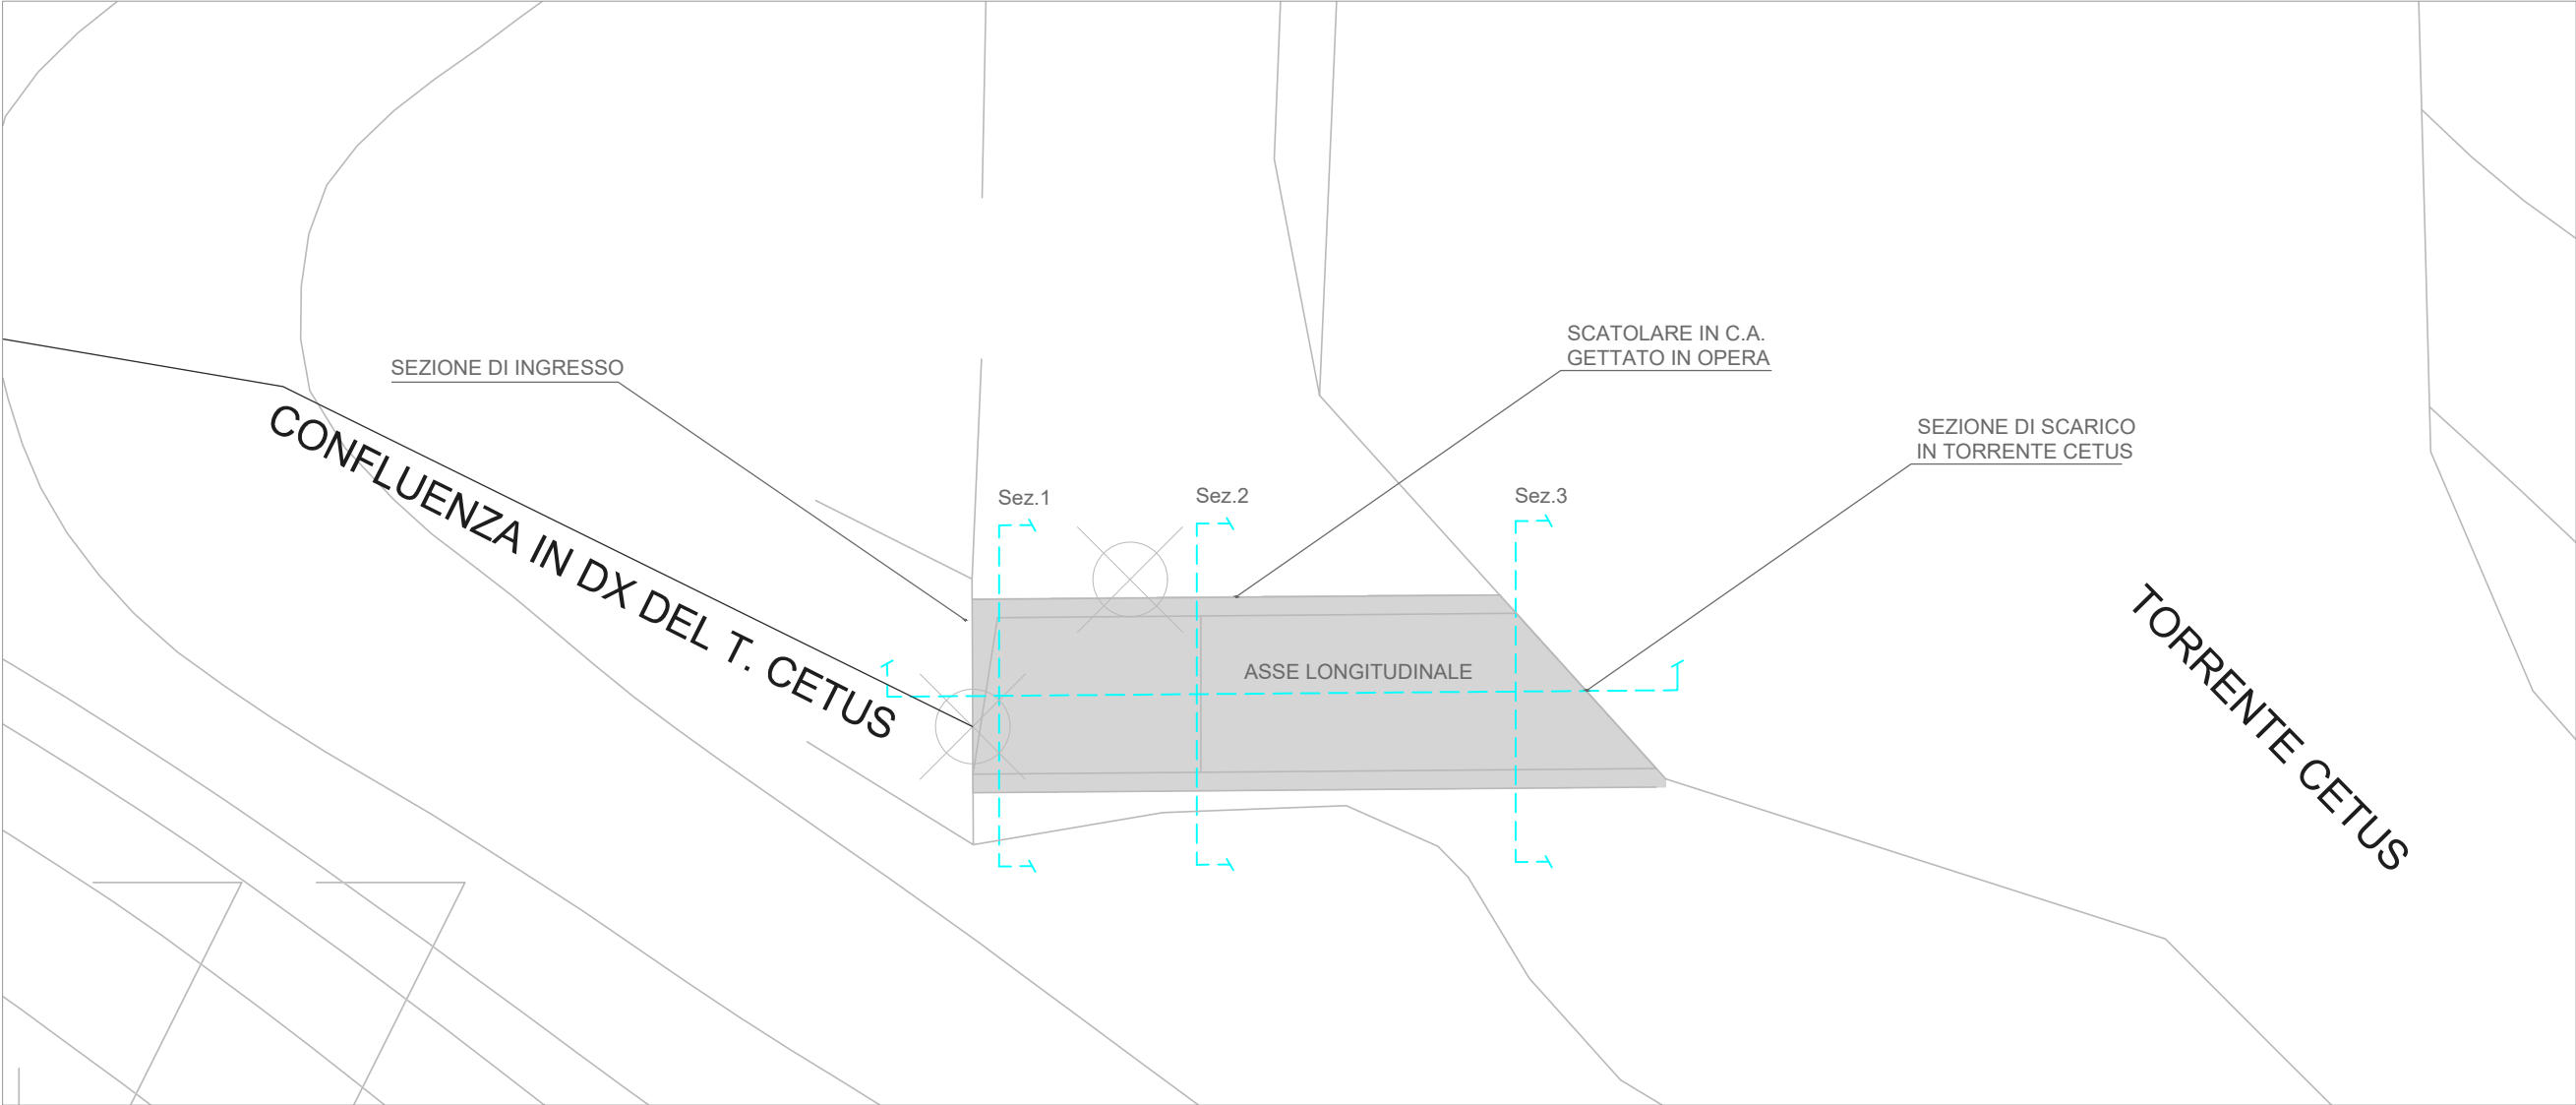 SCATOLARE IN C.A.
GETTATO IN OPERA
SEZIONE DI INGRESSO
SEZIONE DI SCARICO
IN TORRENTE CETUS
CONFLUENZA IN DX DEL T. CETUS
Sez.1
Sez.2
Sez.3
ASSE LONGITUDINALE
TORRENTE CETUS